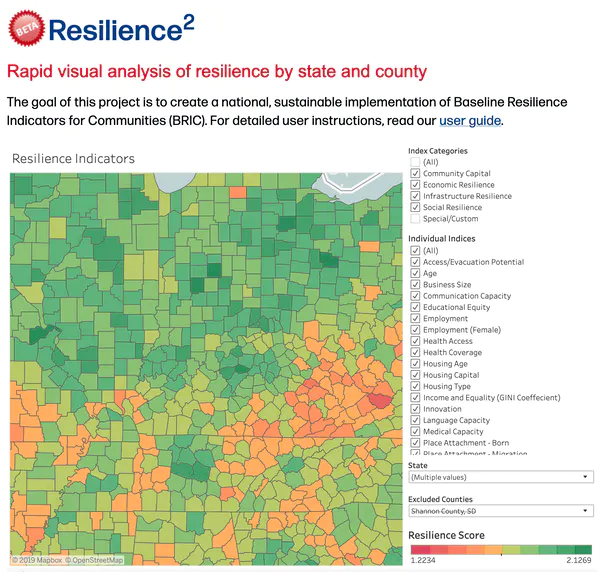 BETA
Resilience2
Rapid visual analysis of resilience by state and county
The goal of this project is to create a national, sustainable implementation of Baseline Resilience
Indicators for Communities (BRIC). For detailed user instructions, read our user guide.
Resilience Indicators
© 2019 Mapbox © OpenStreetMap
Index Categories
(All)
Community Capital
Economic Resilience
Infrastructure Resilience
Social Resilience
Special/Custom
Individual Indices
(All)
Access/Evacuation Potential
Age
Business Size
Communication Capacity
Educational Equity
Employment
Employment (Female)
Health Access
Health Coverage
Housing Age
Housing Capital
Housing Type
Income and Equality (GINI Coeffecient)
Innovation
Language Capacity
Medical Capacity
Place Attachment - Born
Place Attachment - Migration
State
(Multiple values)
Excluded Counties
Shannon County, SD
Resilience Score
1.2234 2.1269